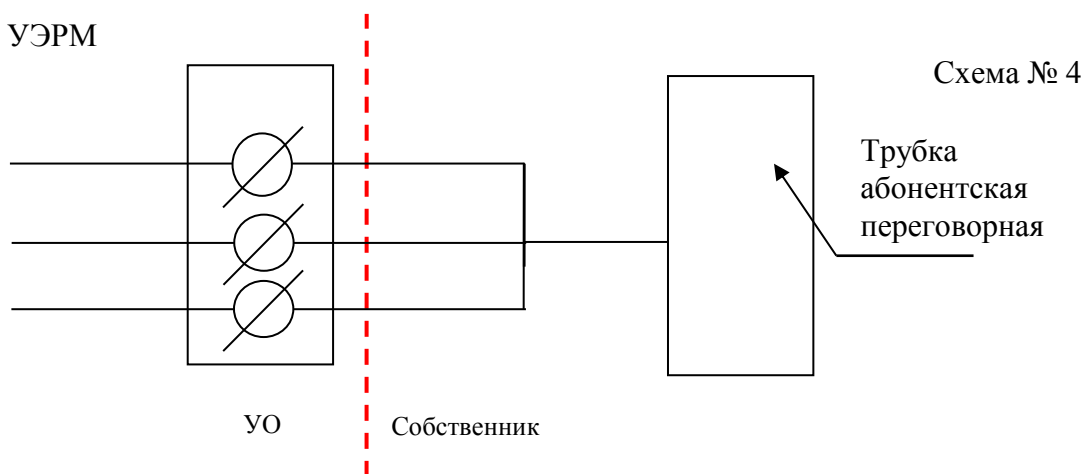 УЭРМ
Схема № 4
Трубка
абонентская
переговорная
УО
Собственник